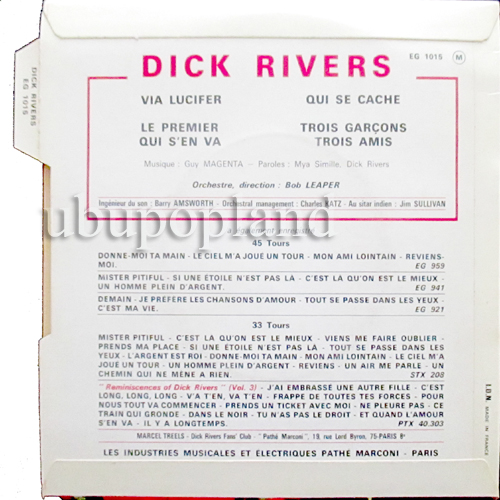 DICK RIVERS
EG 1015
EG 1015 M
DICK RIVERS
VIA LUCIFER
QUI SE CACHE
LE PREMIER
QUI S'EN VA
TROIS GARÇONS
TROIS AMIS
Musique : Guy MAGENTA - Paroles : Mya Simille, Dick Rivers
Orchestre, direction : Bob LEAPER
Ingénieur du son : Barry AMSWORTH - Orchestral management : Charles KATZ - Au sitar indien : Jim SULLIVAN
ubupopland
a également enregistré
45 Tours
DONNE-MOI TA MAIN - LE CIEL M'A JOUE UN TOUR - MON AMI LOINTAIN - REVIENS-
MOI. EG 959
MISTER PITIFUL - SI UNE ÉTOILE N'EST PAS LA - C'EST LA QU'ON EST LE MIEUX -
UN HOMME PLEIN D'ARGENT. EG 941
DEMAIN - JE PREFERE LES CHANSONS D'AMOUR - TOUT SE PASSE DANS LES YEUX -
C'EST MA VIE. EG 921
33 Tours
MISTER PITIFUL - C'EST LA QU'ON EST LE MIEUX - VIENS ME FAIRE OUBLIER -
PRENDS MA PLACE - SI UNE ÉTOILE N'EST PAS LA - TOUT SE PASSE DANS LES
YEUX - L'ARGENT EST ROI - DONNE-MOI TA MAIN - MON AMI LOINTAIN - LE CIEL M'A
JOUE UN TOUR - UN HOMME PLEIN D'ARGENT - REVIENS - UN AIR ME PARLE - UN
CHEMIN QUI NE MENE A RIEN. STX 208
"Reminiscences of Dick Rivers" (Vol. 3) - J'AI EMBRASSE UNE AUTRE FILLE - C'EST
LONG, LONG, LONG - V'A T'EN, VA T'EN - FRAPPE DE TOUTES TES FORCES - POUR
NOUS TOUT VA COMMENCER - PRENDS UN TICKET AVEC MOI - NE PLEURE PAS - CE
TRAIN QUI GRONDE - DANS LE NOIR - TU N'AS PAS LE DROIT - ET QUAND L'AMOUR
S'EN VA - IL Y A LONGTEMPS. PTX 40.303
MARCEL TREELS - Dick Rivers Fans' Club - "Pathé Marconi", 19, rue Lord Byron, 75-PARIS 8e
LES INDUSTRIES MUSICALES ET ÉLECTRIQUES PATHÉ MARCONI - PARIS
I.D.N. MADE IN FRANCE